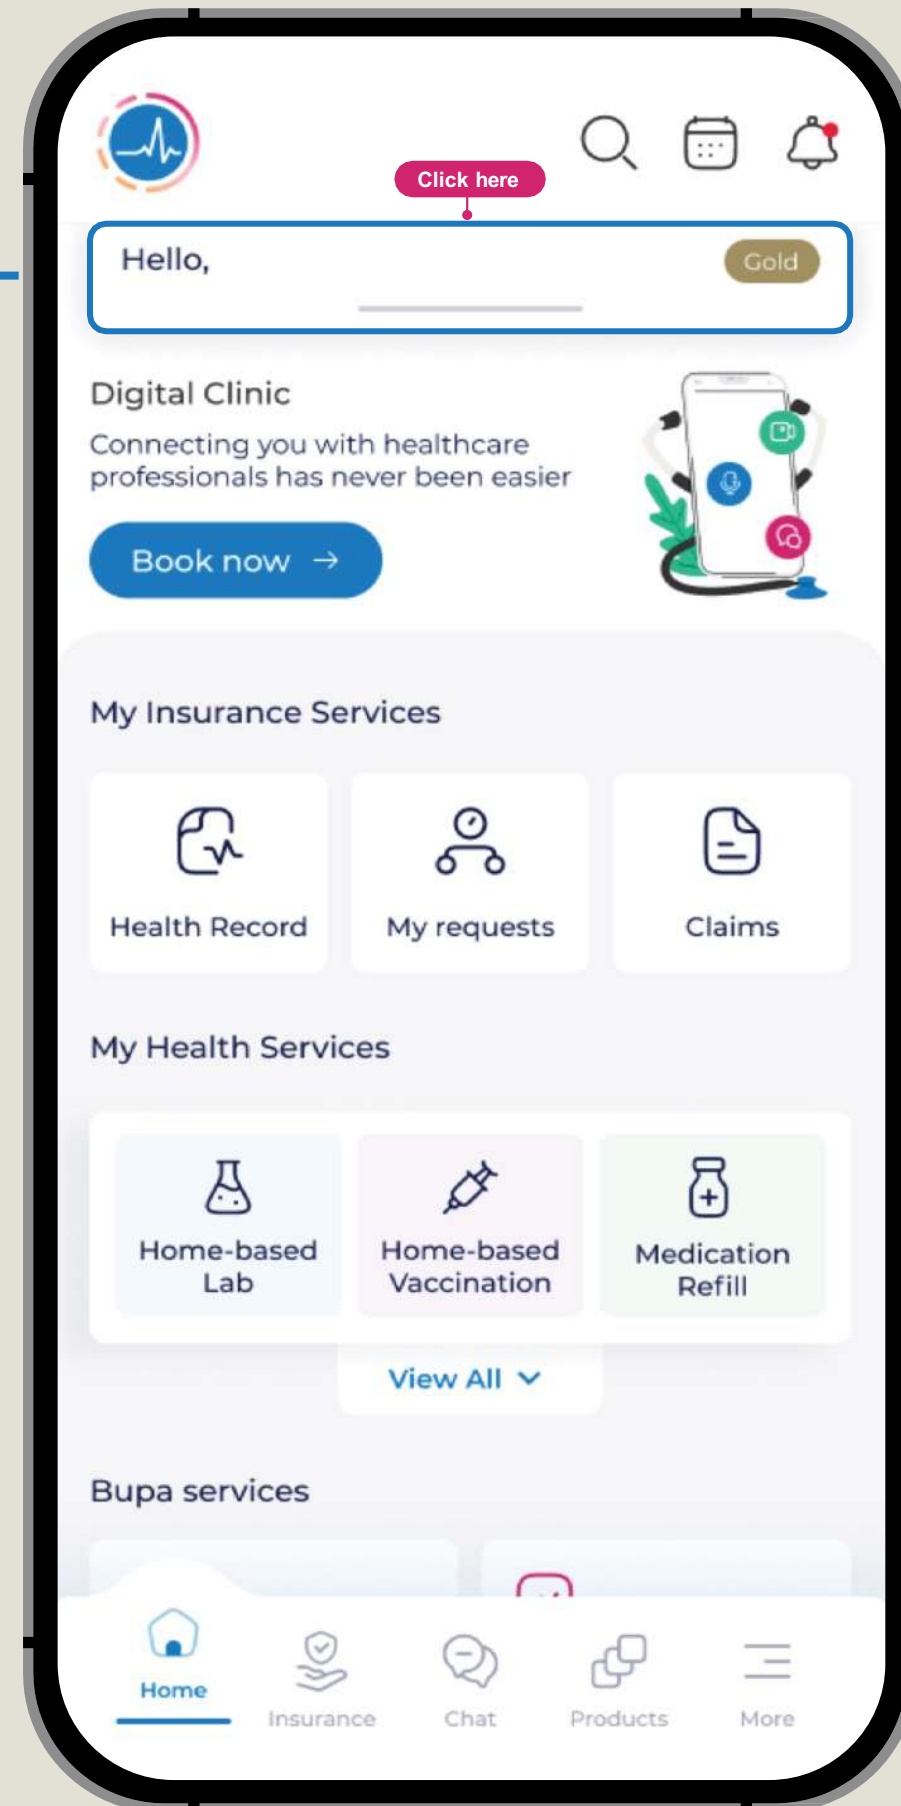 Click here
Hello,
Gold
Digital Clinic
Connecting you with healthcare
professionals has never been easier
Book now →
My Insurance Services
Health Record
My requests
Claims
My Health Services
Home-based
Lab
Home-based
Vaccination
Medication
Refill
View All
Bupa services
Home
Insurance
Chat
Products
More